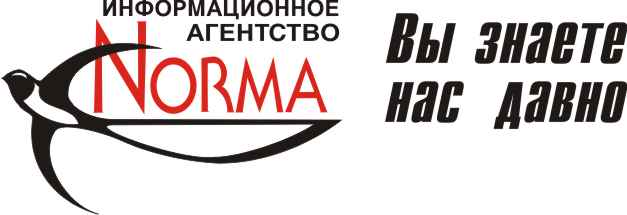 ИНФОРМАЦИОННОЕ
АГЕНТСТВО
NORMA
Вы знаете
нас давно